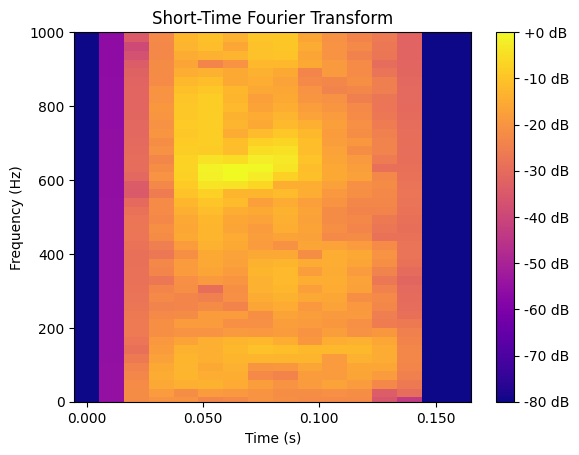 Short-Time Fourier Transform
1000
800
600
400
200
0
Frequency (Hz)
0.000
0.050
0.100
0.150
Time (s)
+0 dB
-10 dB
-20 dB
-30 dB
-40 dB
-50 dB
-60 dB
-70 dB
-80 dB